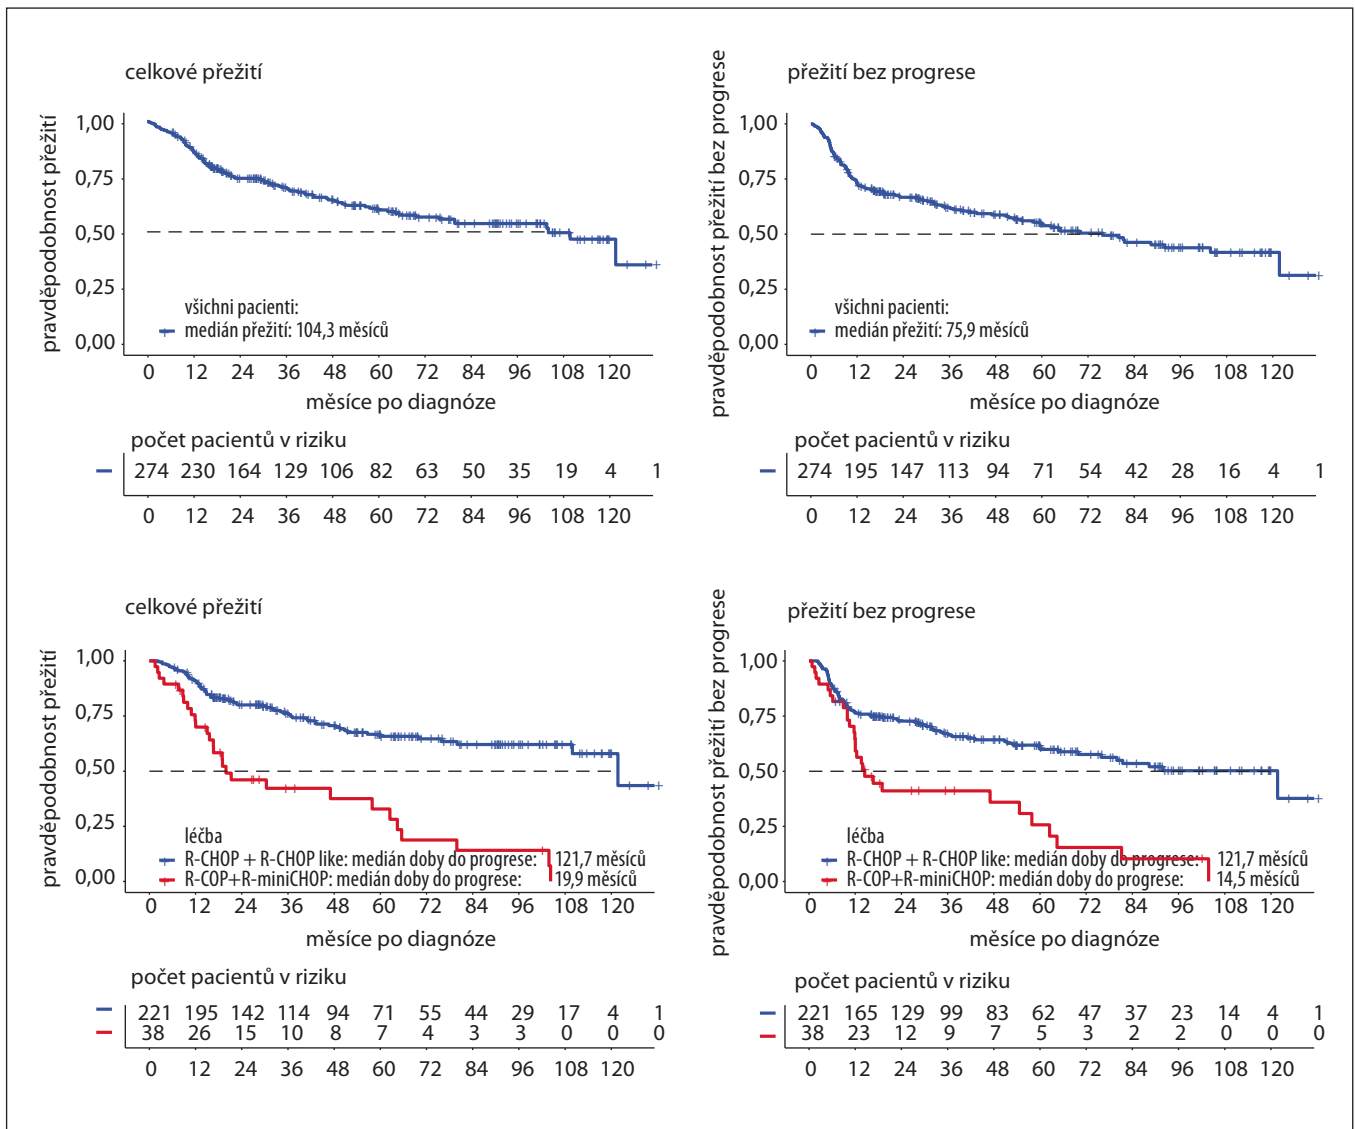 celkové přežití
pravděpodobnost přežití
1,00
0,75
0,50
0,25
0,00
všichni pacienti:
medián přežití: 104,3 měsíců
0 12 24 36 48 60 72 84 96 108 120
měsíce po diagnóze
počet pacientů v riziku
274 230 164 129 106 82 63 50 35 19 4 1
0 12 24 36 48 60 72 84 96 108 120
přežití bez progrese
pravděpodobnost přežití bez progrese
1,00
0,75
0,50
0,25
0,00
všichni pacienti:
medián přežití: 75,9 měsíců
0 12 24 36 48 60 72 84 96 108 120
měsíce po diagnóze
počet pacientů v riziku
274 195 147 113 94 71 54 42 28 16 4 1
0 12 24 36 48 60 72 84 96 108 120
celkové přežití
pravděpodobnost přežití
1,00
0,75
0,50
0,25
0,00
léčba
R-CHOP + R-CHOP like: medián doby do progrese: 121,7 měsíců
R-COP+R-miniCHOP: medián doby do progrese: 19,9 měsíců
0 12 24 36 48 60 72 84 96 108 120
měsíce po diagnóze
počet pacientů v riziku
221 195 142 114 94 71 55 44 29 17 4 1
38 26 15 10 8 7 4 3 3 0 0 0
0 12 24 36 48 60 72 84 96 108 120
přežití bez progrese
pravděpodobnost přežití bez progrese
1,00
0,75
0,50
0,25
0,00
léčba
R-CHOP + R-CHOP like: medián doby do progrese: 121,7 měsíců
R-COP+R-miniCHOP: medián doby do progrese: 14,5 měsíců
0 12 24 36 48 60 72 84 96 108 120
měsíce po diagnóze
počet pacientů v riziku
221 165 129 99 83 62 47 37 23 14 4 1
38 23 12 9 7 5 3 2 2 0 0 0
0 12 24 36 48 60 72 84 96 108 120